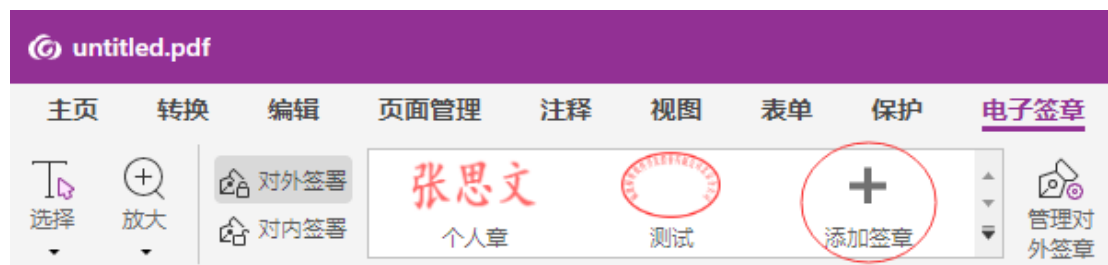 untitled.pdf
主页 转换 编辑 页面管理 注释 视图 表单 保护 电子签章
选择
放大
对外签署
对内签署
张思文
个人章
测试
添加签章
管理对
外签章